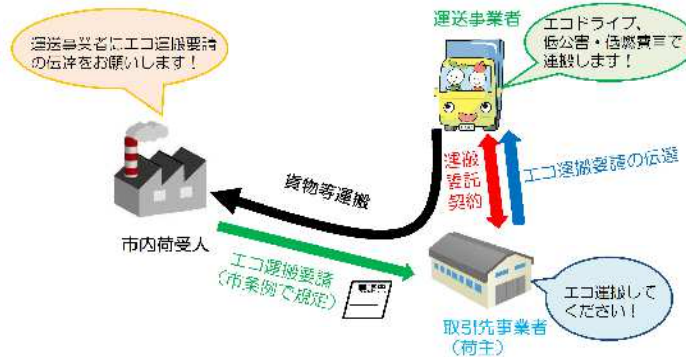 運送事業者にエコ運搬要請
の伝達をお願いします！
運送事業者
エコドライブ、
低公害・低燃費車で
運搬します！
貨物等運搬
運搬
委託
契約
エコ運搬要請の伝達
市内荷受人
エコ運搬要請
（市条例で規定）
取引先事業者
（荷主）
エコ運搬して
ください！